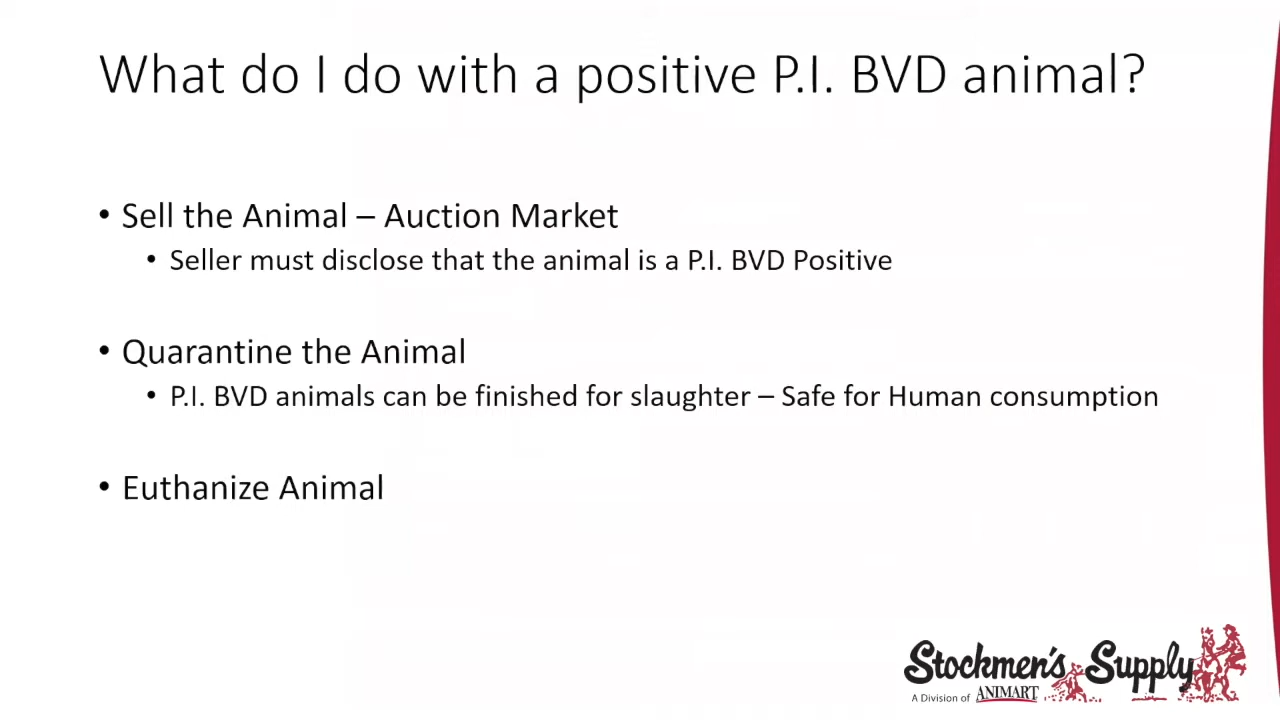 What do I do with a positive P.I. BVD animal?
• Sell the Animal – Auction Market
• Seller must disclose that the animal is a P.I. BVD Positive
• Quarantine the Animal
• P.I. BVD animals can be finished for slaughter – Safe for Human consumption
• Euthanize Animal
Stockmen's Supply
A Division of ANIMART